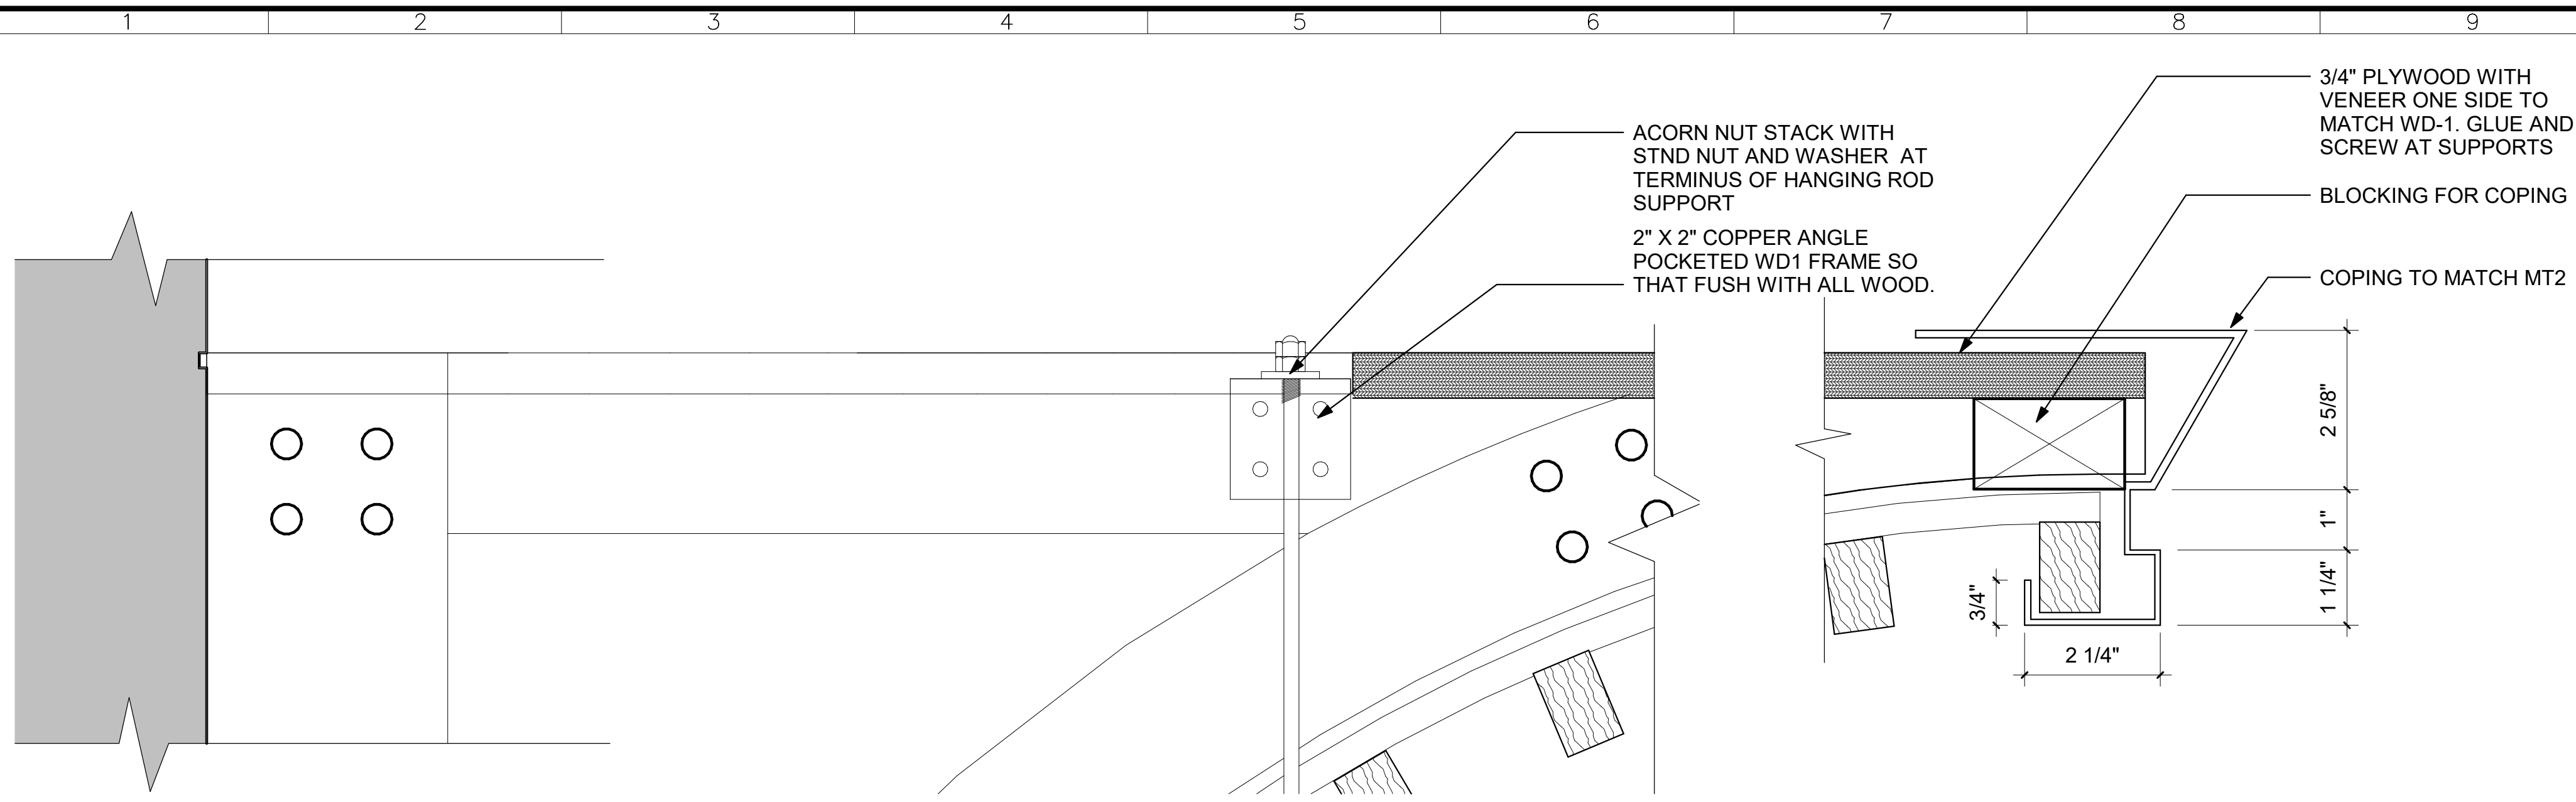 1 2 3 4 5 6 7 8 9
3/4" PLYWOOD WITH
VENEER ONE SIDE TO
MATCH WD-1. GLUE AND
SCREW AT SUPPORTS
ACORN NUT STACK WITH
STND NUT AND WASHER AT
TERMINUS OF HANGING ROD
SUPPORT
BLOCKING FOR COPING
2" X 2" COPPER ANGLE
POCKETED WD1 FRAME SO
THAT FUSH WITH ALL WOOD.
COPING TO MATCH MT2
2 5/8"
1"
1 1/4"
3/4"
2 1/4"